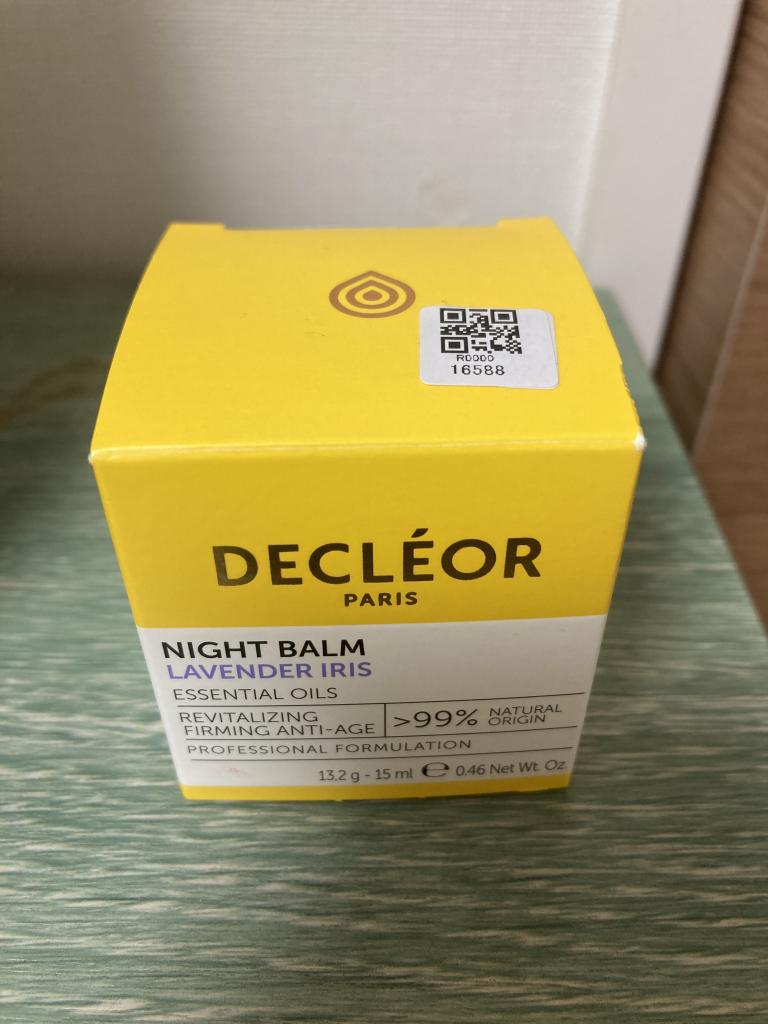 R0000
16588
DECLÉOR
PARIS
NIGHT BALM
LAVENDER IRIS
ESSENTIAL OILS
REVITALIZING
FIRMING ANTI-AGE
>99% NATURAL
ORIGIN
PROFESSIONAL FORMULATION
13,2 g - 15 ml ℮ 0.46 Net Wt. Oz.